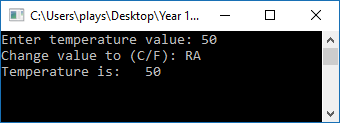 C:\Users\plays\Desktop\Year 1...
Enter temperature value: 50
Change value to (C/F): RA
Temperature is:   50